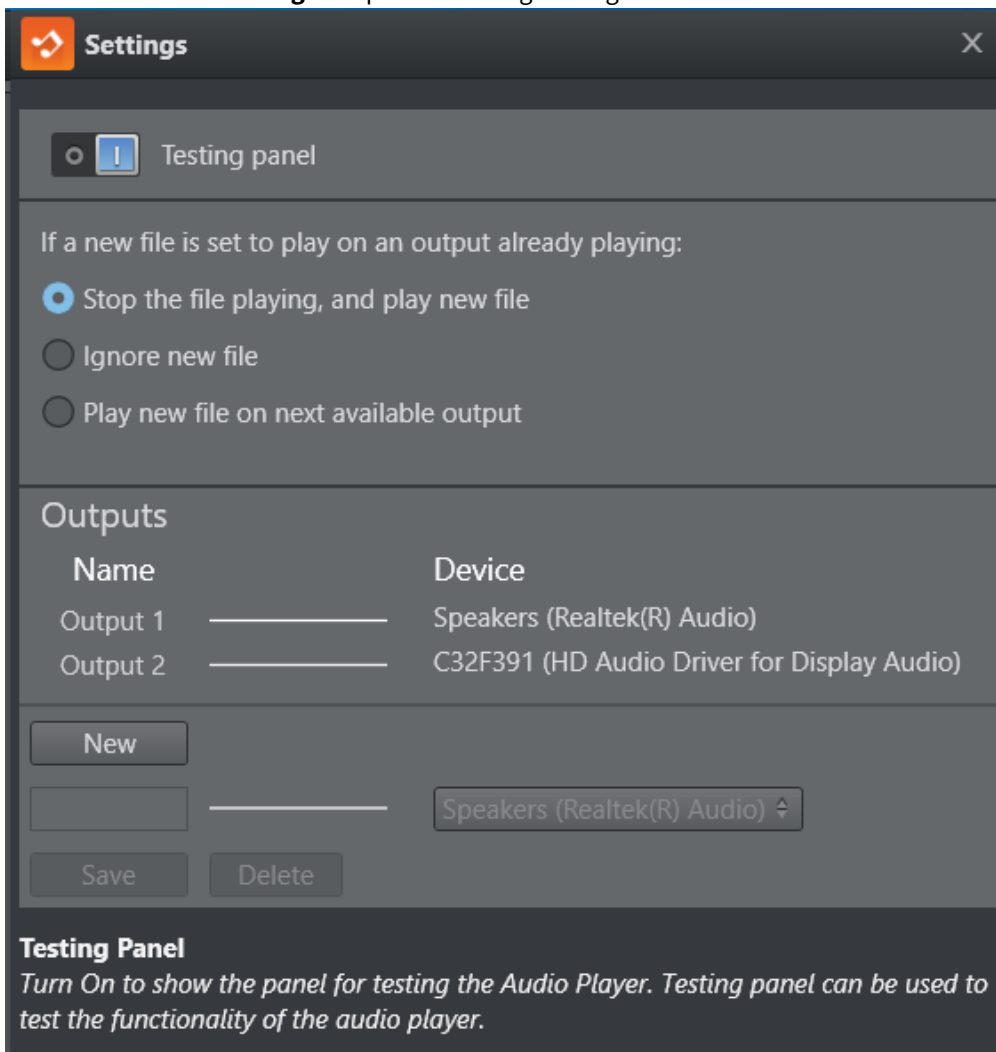 Settings
Testing panel
If a new file is set to play on an output already playing:
Stop the file playing, and play new file
Ignore new file
Play new file on next available output
Outputs
Name Device
Output 1 Speakers (Realtek(R) Audio)
Output 2 C32F391 (HD Audio Driver for Display Audio)
New
Speakers (Realtek(R) Audio)
Save Delete
Testing Panel
Turn On to show the panel for testing the Audio Player. Testing panel can be used to
test the functionality of the audio player.